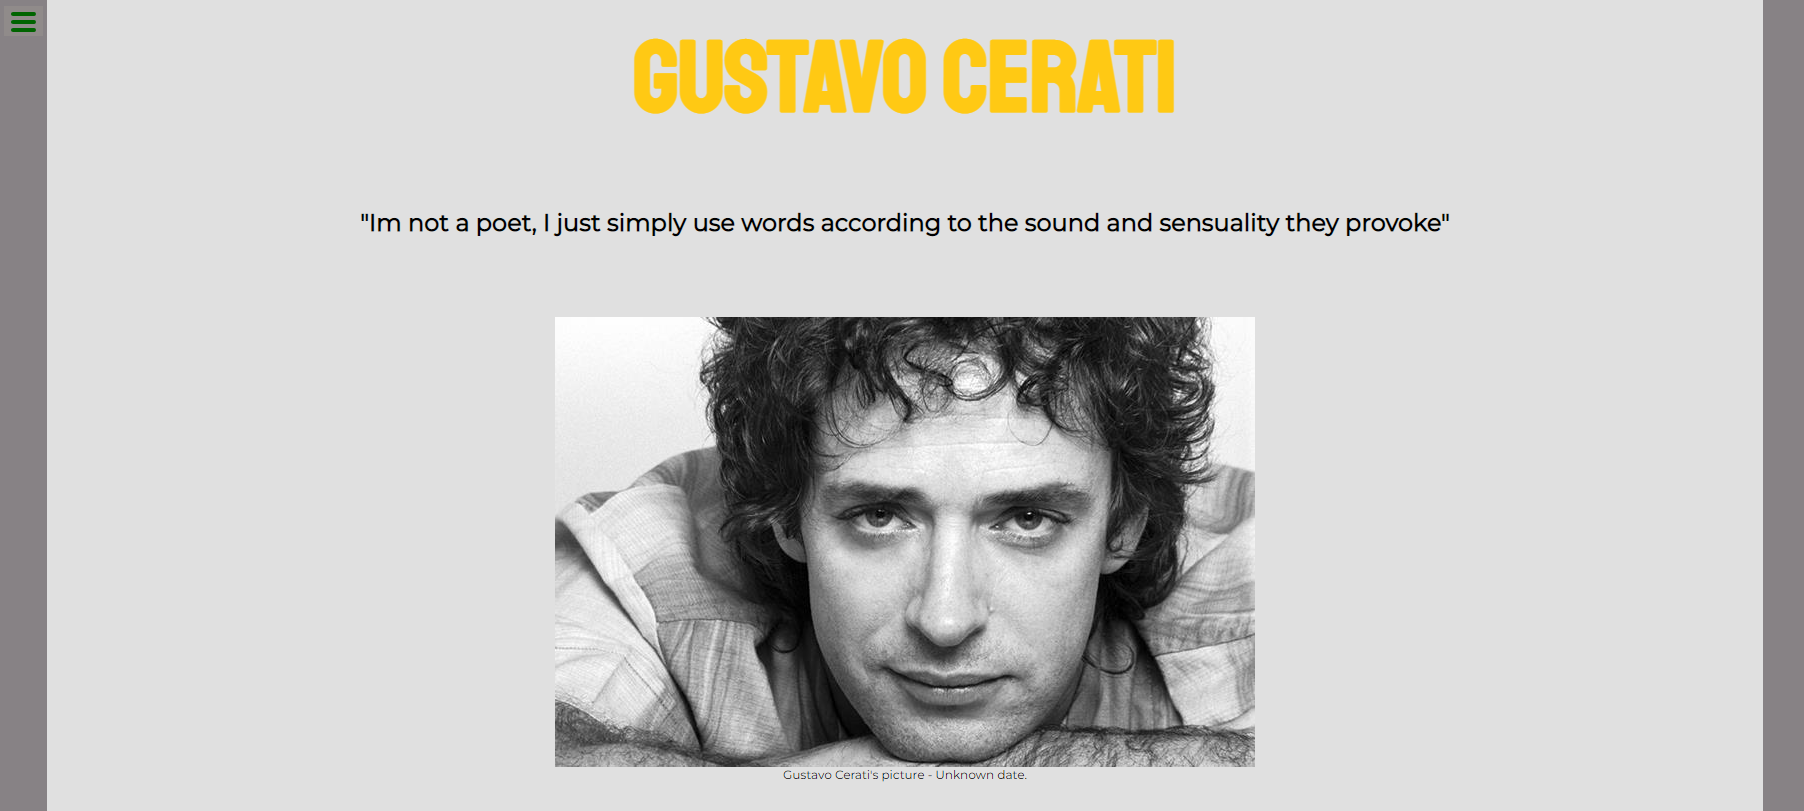 GUSTAVO CERATI
"Im not a poet, I just simply use words according to the sound and sensuality they provoke"
Gustavo Cerati's picture - Unknown date.